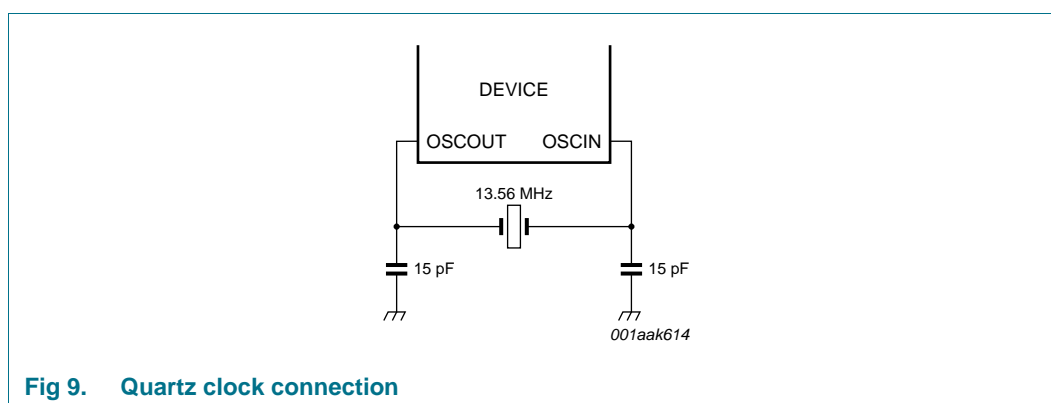 DEVICE
OSCOUT OSCIN
13.56 MHz
15 pF 15 pF
001aak614
Fig 9. Quartz clock connection